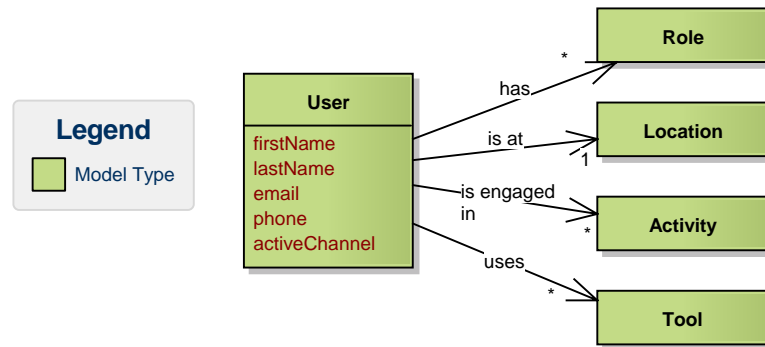 Legend
Model Type
User
firstName
lastName
email
phone
activeChannel
has
*
Role
is at
1
Location
is engaged
in
*
Activity
uses
*
Tool